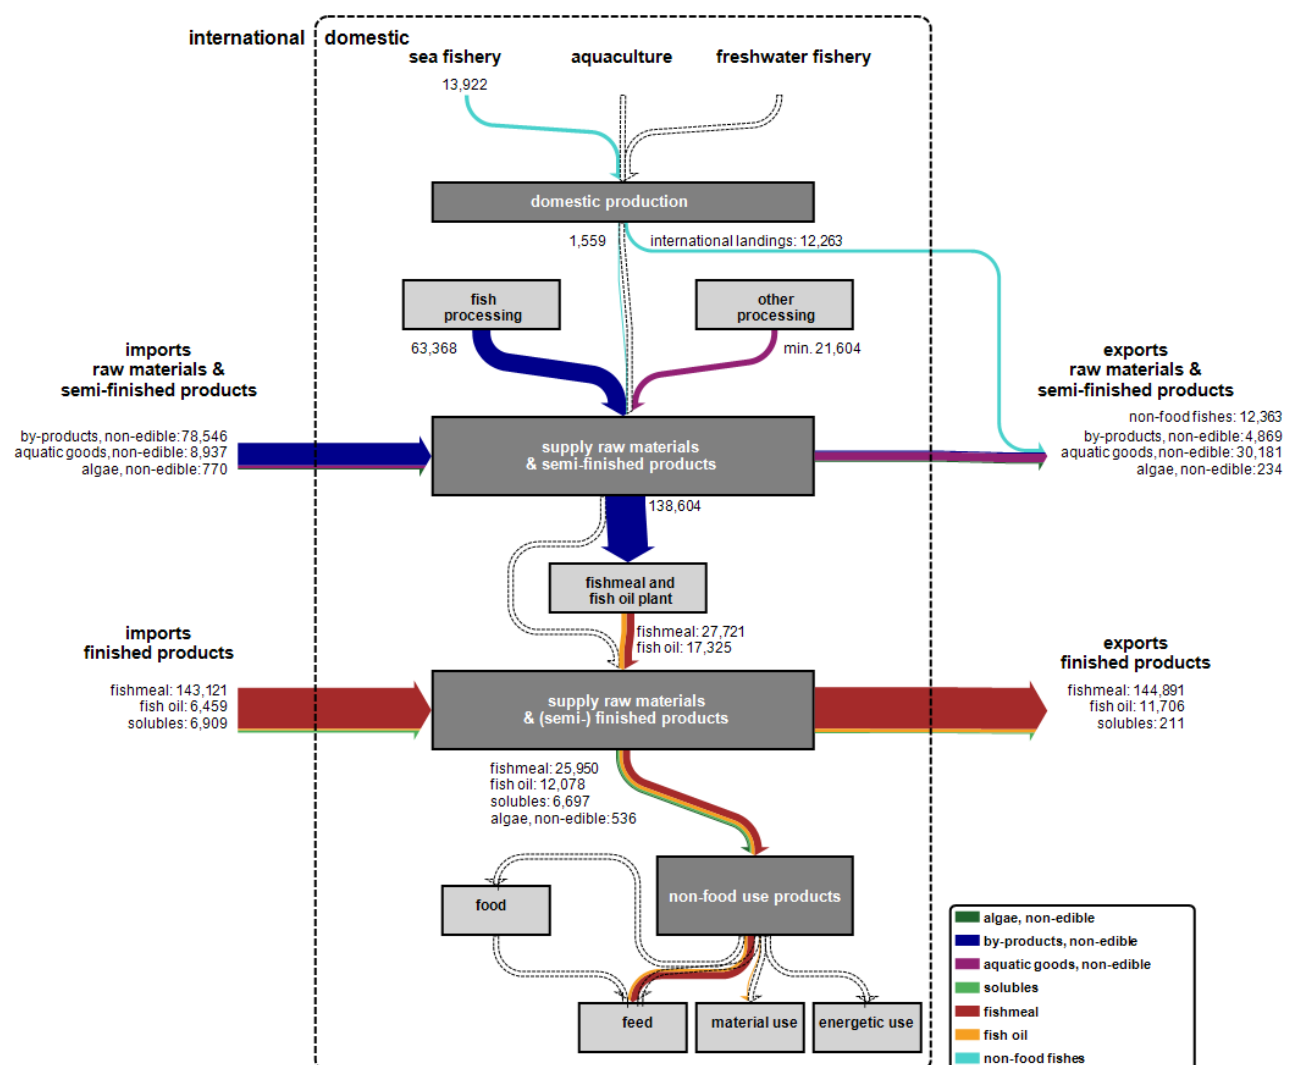 international
domestic
sea fishery
aquaculture
freshwater fishery
13,922
domestic production
1,559
international landings: 12,263
fish
processing
other
processing
63,368
min. 21,604
imports
raw materials &
semi-finished products
exports
raw materials &
semi-finished products
by-products, non-edible: 78,546
aquatic goods, non-edible: 8,937
algae, non-edible: 770
supply raw materials
& semi-finished products
non-food fishes: 12,363
by-products, non-edible: 4,869
aquatic goods, non-edible: 30,181
algae, non-edible: 234
138,604
fishmeal and
fish oil plant
fishmeal: 27,721
fish oil: 17,325
imports
finished products
exports
finished products
fishmeal: 143,121
fish oil: 6,459
solubles: 6,909
supply raw materials
& (semi-) finished products
fishmeal: 144,891
fish oil: 11,706
solubles: 211
fishmeal: 25,950
fish oil: 12,078
solubles: 6,697
algae, non-edible: 536
food
non-food use products
feed
material use
energetic use
algae, non-edible
by-products, non-edible
aquatic goods, non-edible
solubles
fishmeal
fish oil
non-food fishes